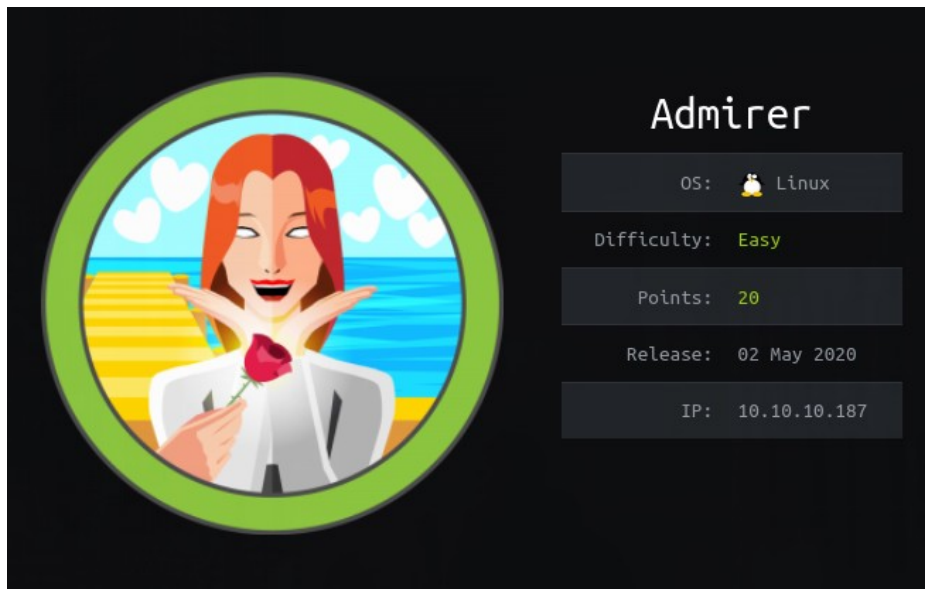 Admirer
OS: Linux
Difficulty: Easy
Points: 20
Release: 02 May 2020
IP: 10.10.10.187